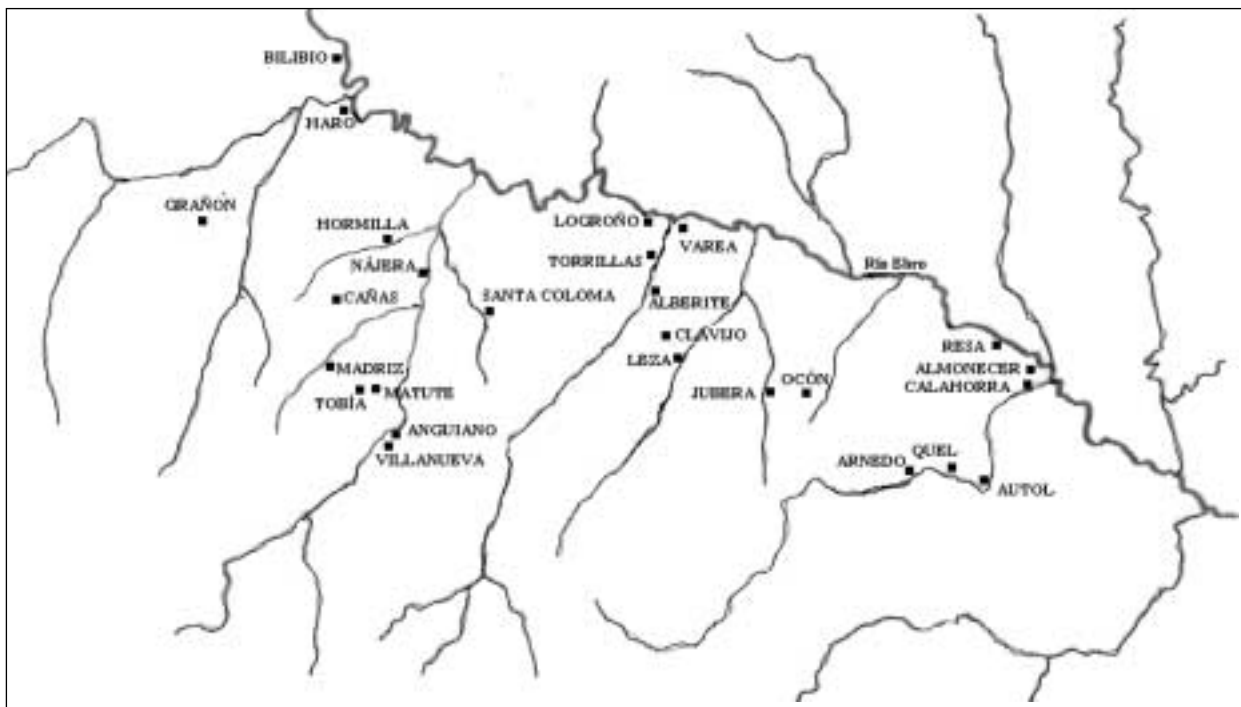 BILIBIO
HARO
GRAÑÓN
HORMILLA
LOGROÑO
VAREA
TORRILLAS
Río Ebro
NÁJERA
CAÑAS
SANTA COLOMA
ALBERITE
CLAVIJO
RESA
LEZA
MADRIZ
ALMONECER
OCÓN
CALAHORRA
MATUTE
JUBERA
TOBÍA
ANGUIANO
VILLANUEVA
QUEL
ARNEDO
AUTOL